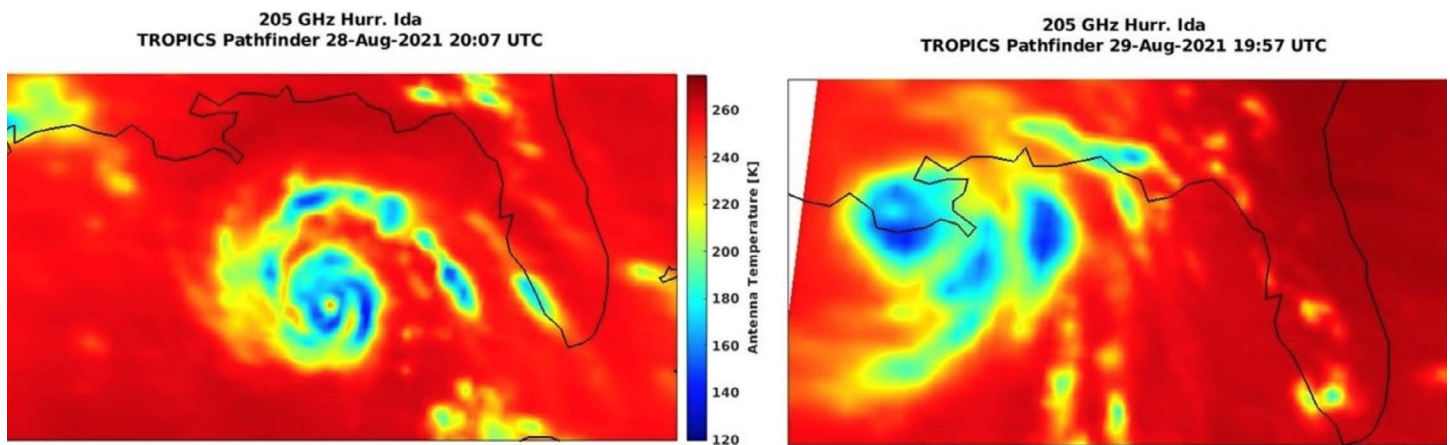 205 GHz Hurr. Ida
TROPICS Pathfinder 28-Aug-2021 20:07 UTC
260
240
220
200
180
160
140
120
Antenna Temperature [K]
205 GHz Hurr. Ida
TROPICS Pathfinder 29-Aug-2021 19:57 UTC